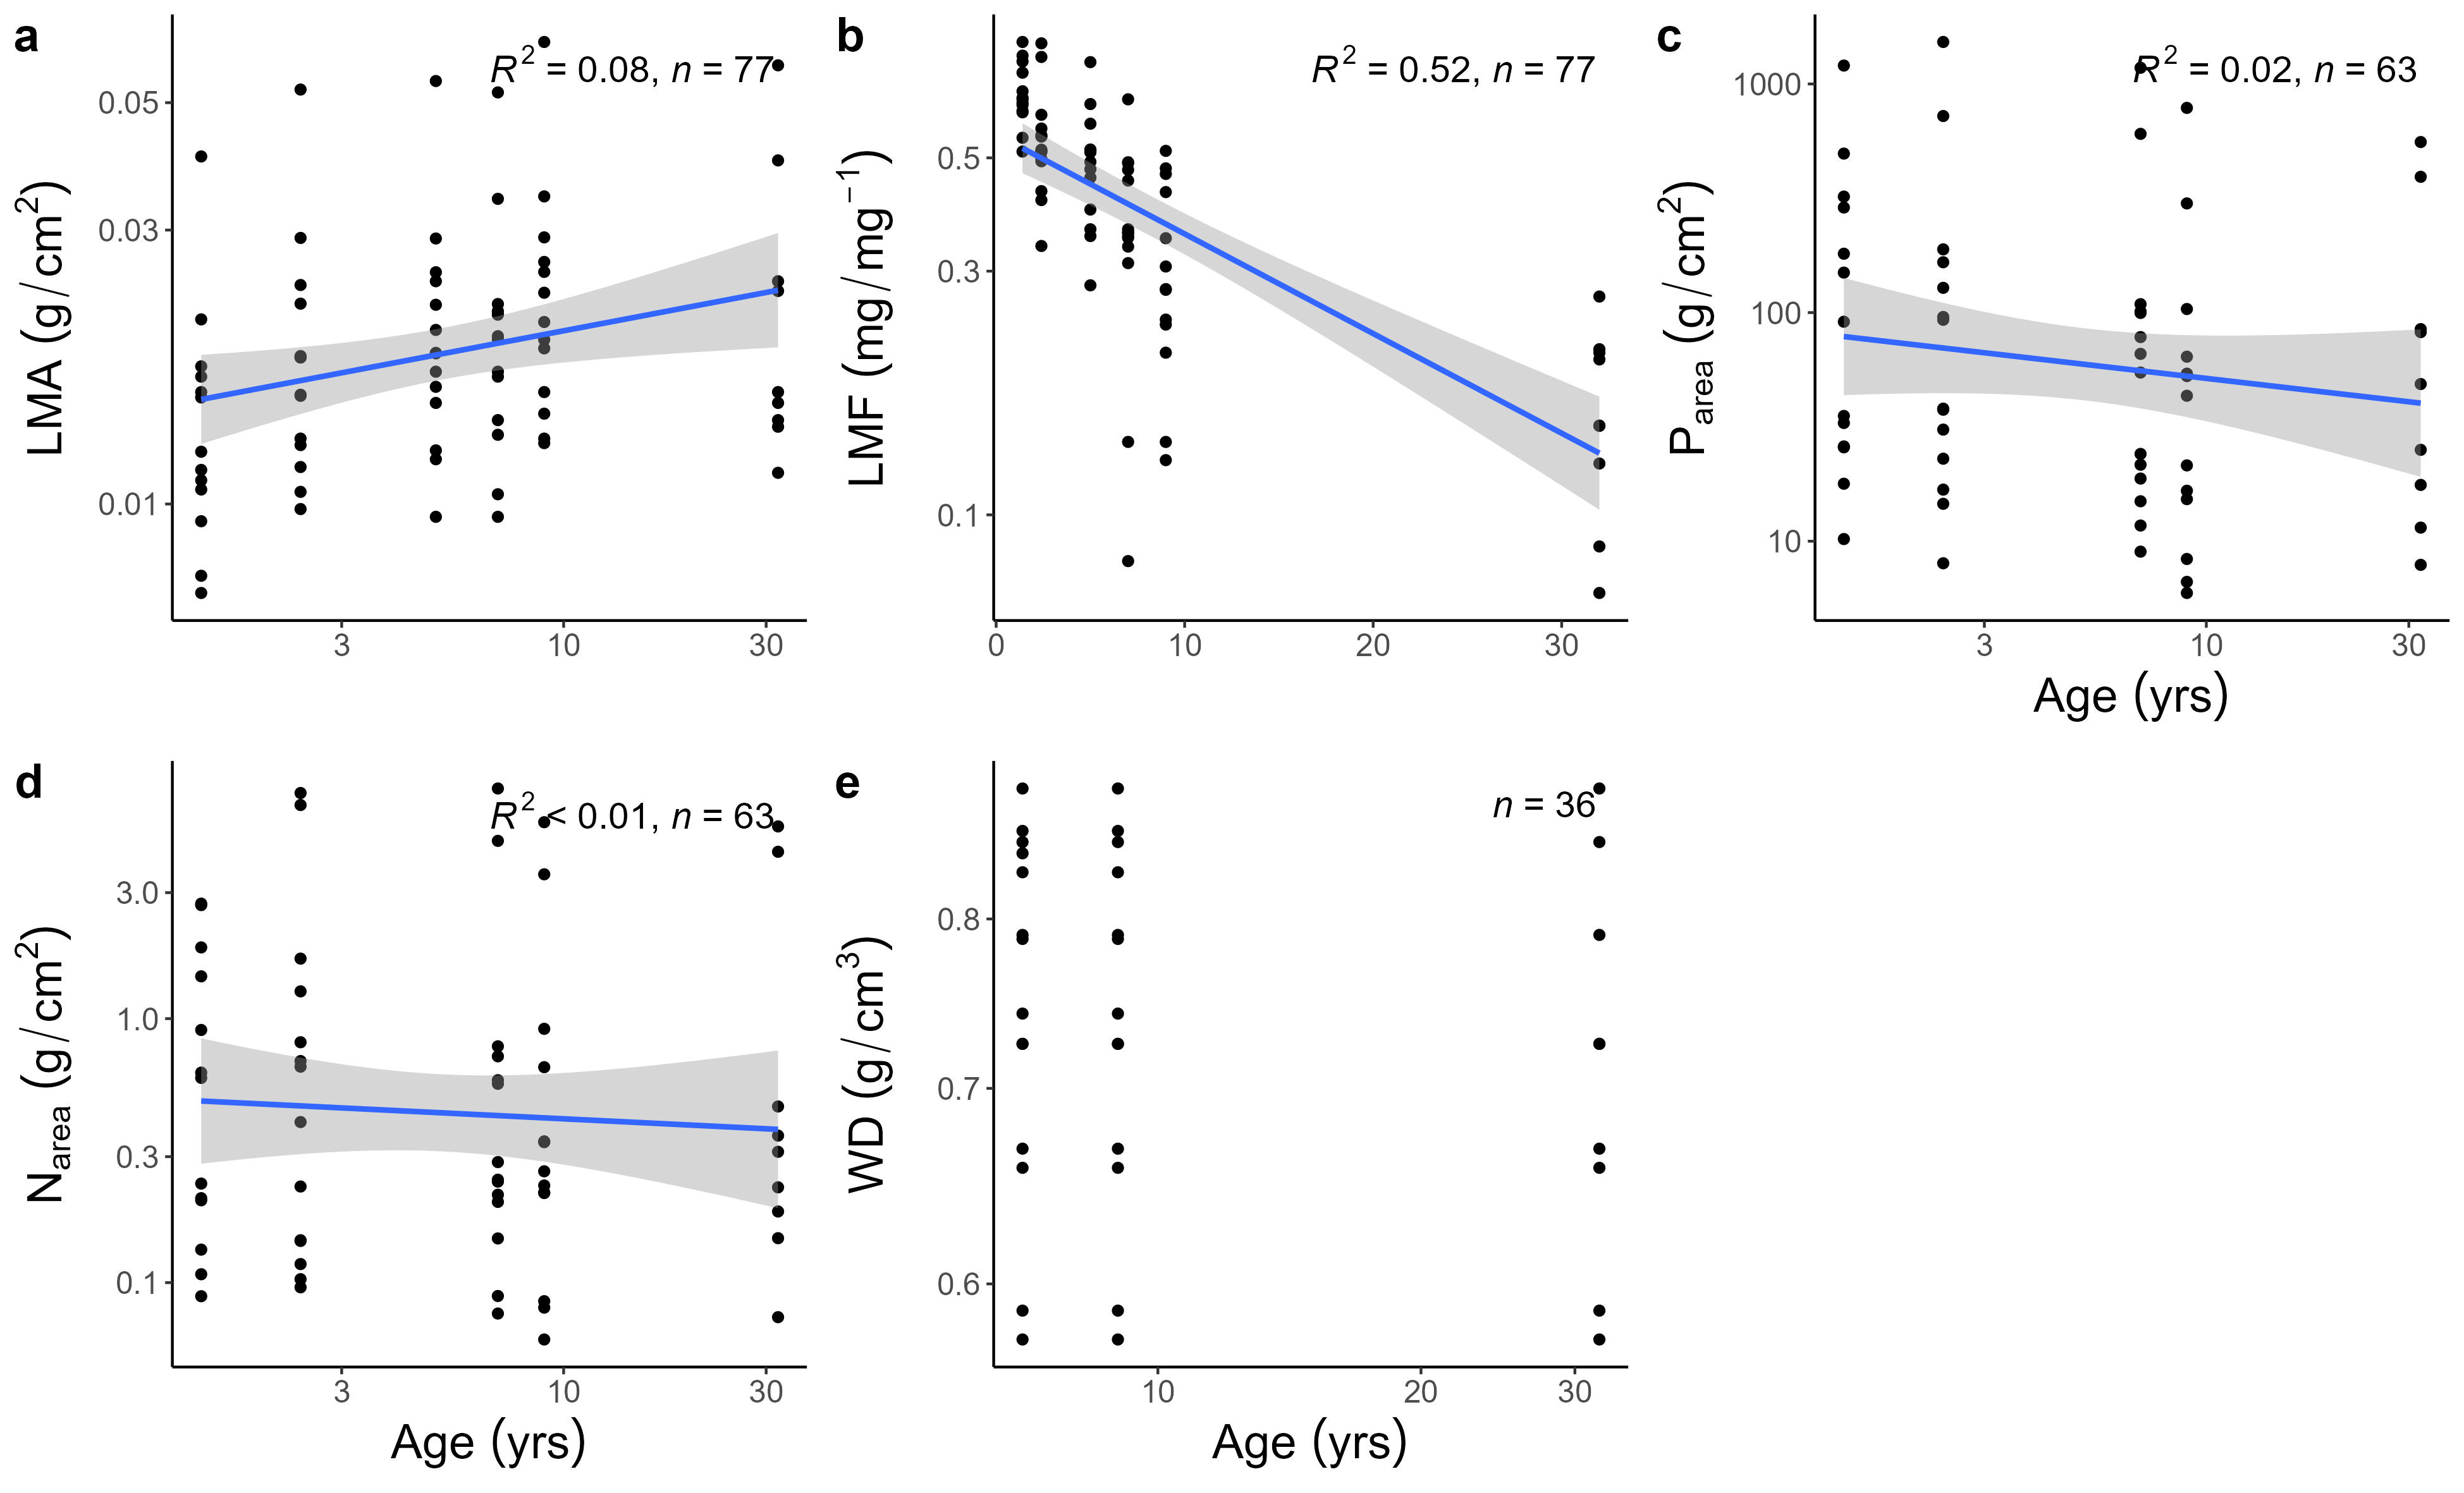 a
R² = 0.08, n = 77
LMA (g/cm²)
0.05
0.03
0.01
3 10 30
b
R² = 0.52, n = 77
LMF (mg/mg⁻¹)
0.5
0.3
0.1
0 10 20 30
c
R² = 0.02, n = 63
Parea (g/cm²)
1000
100
10
3 10 30
Age (yrs)
d
R² < 0.01, n = 63
Narea (g/cm²)
3.0
1.0
0.3
0.1
3 10 30
Age (yrs)
e
n = 36
WD (g/cm³)
0.8
0.7
0.6
10 20 30
Age (yrs)